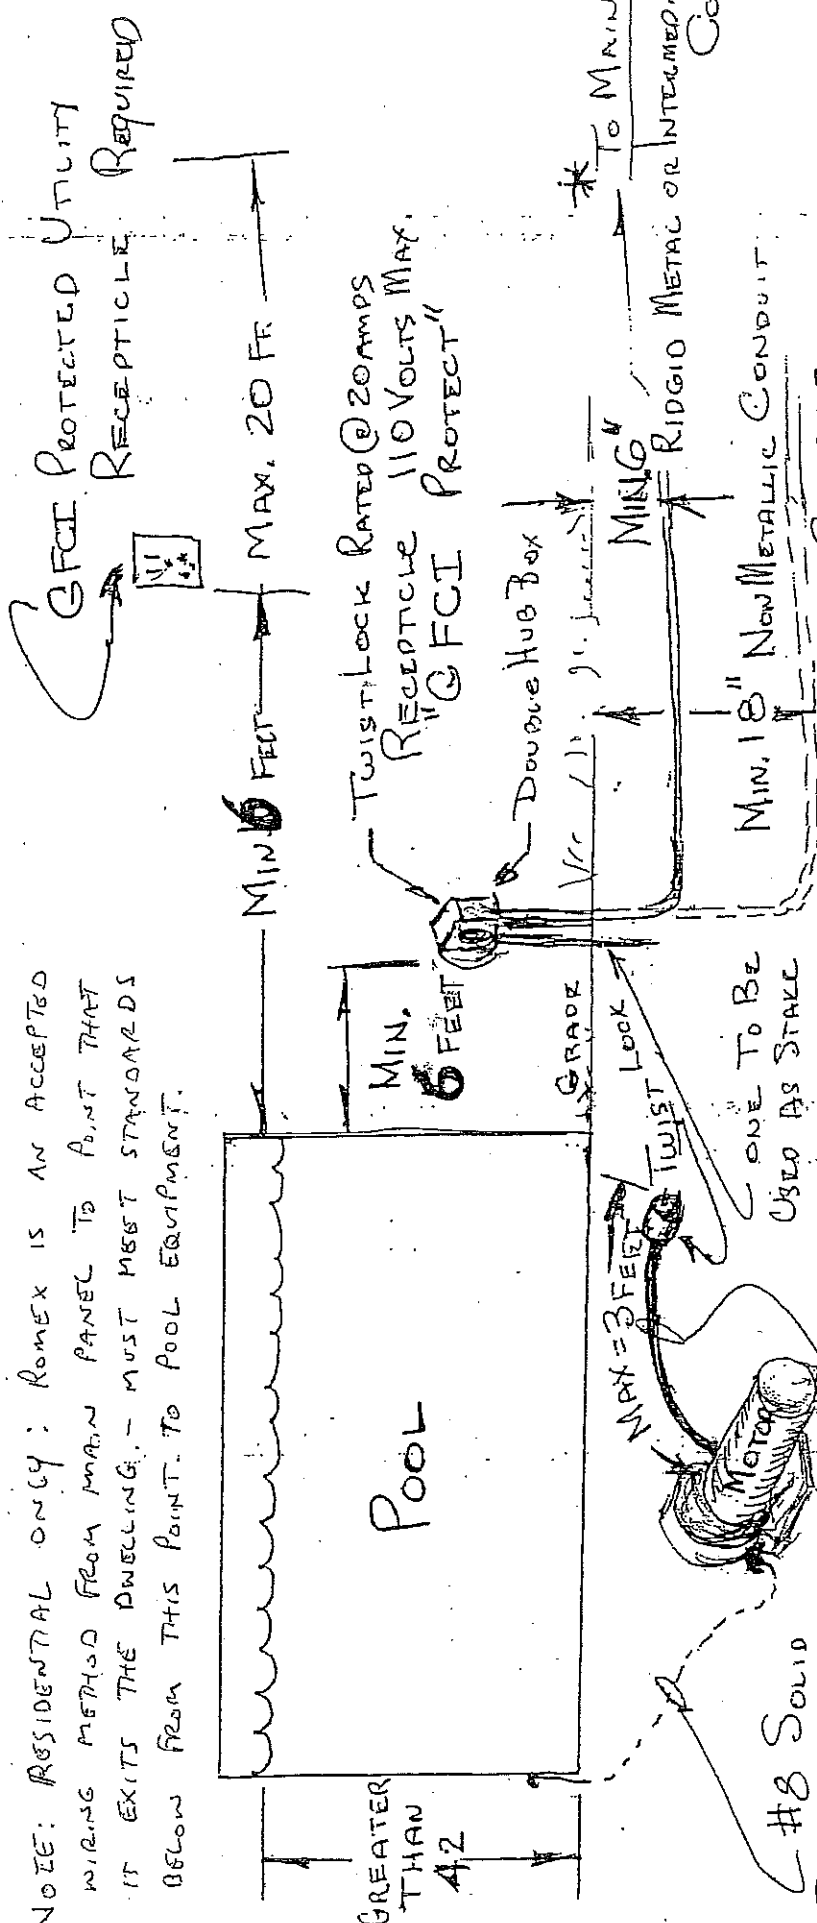 NOTE: RESIDENTIAL ONLY: ROMEX IS AN ACCEPTED
WIRING METHOD FROM MAIN PANEL TO POINT THAT
IT EXITS THE DWELLING. - MUST MEET STANDARDS
BELOW FROM THIS POINT. TO POOL EQUIPMENT.
GFCI PROTECTED UTILITY
RECEPTICLE REQUIRED
MIN. 6 FEET
MAX. 20 FT.
TWIST LOCK RATED @ 20 AMPS
RECEPTICLE 110 VOLTS MAX.
"GFCI PROTECT"
MIN.
6 FEET
DOUBLE HUB BOX
GREATER
THAN
42
POOL
GRADE
MIN 6"
* TO MAIN
RIDGID METAL OR INTERMED.
Co
MIN. 18" NON METALLIC CONDUIT
MAX = 3 FEET
TWIST LOCK
MOTOR
ONE TO BE
USED AS STAKE
#8 SOLID